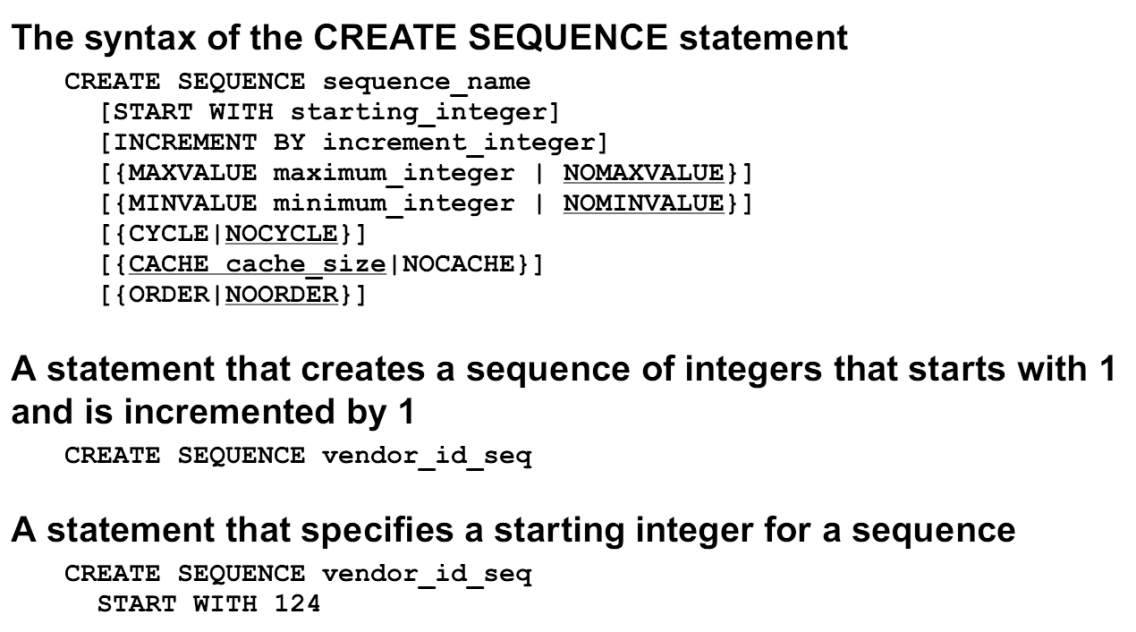 The syntax of the CREATE SEQUENCE statement
CREATE SEQUENCE sequence_name
[START WITH starting_integer]
[INCREMENT BY increment_integer]
[{MAXVALUE maximum_integer | NOMAXVALUE}]
[{MINVALUE minimum_integer | NOMINVALUE}]
[{CYCLE|NOCYCLE}]
[{CACHE cache_size|NOCACHE}]
[{ORDER|NOORDER}]
A statement that creates a sequence of integers that starts with 1
and is incremented by 1
CREATE SEQUENCE vendor_id_seq
A statement that specifies a starting integer for a sequence
CREATE SEQUENCE vendor_id_seq
START WITH 124